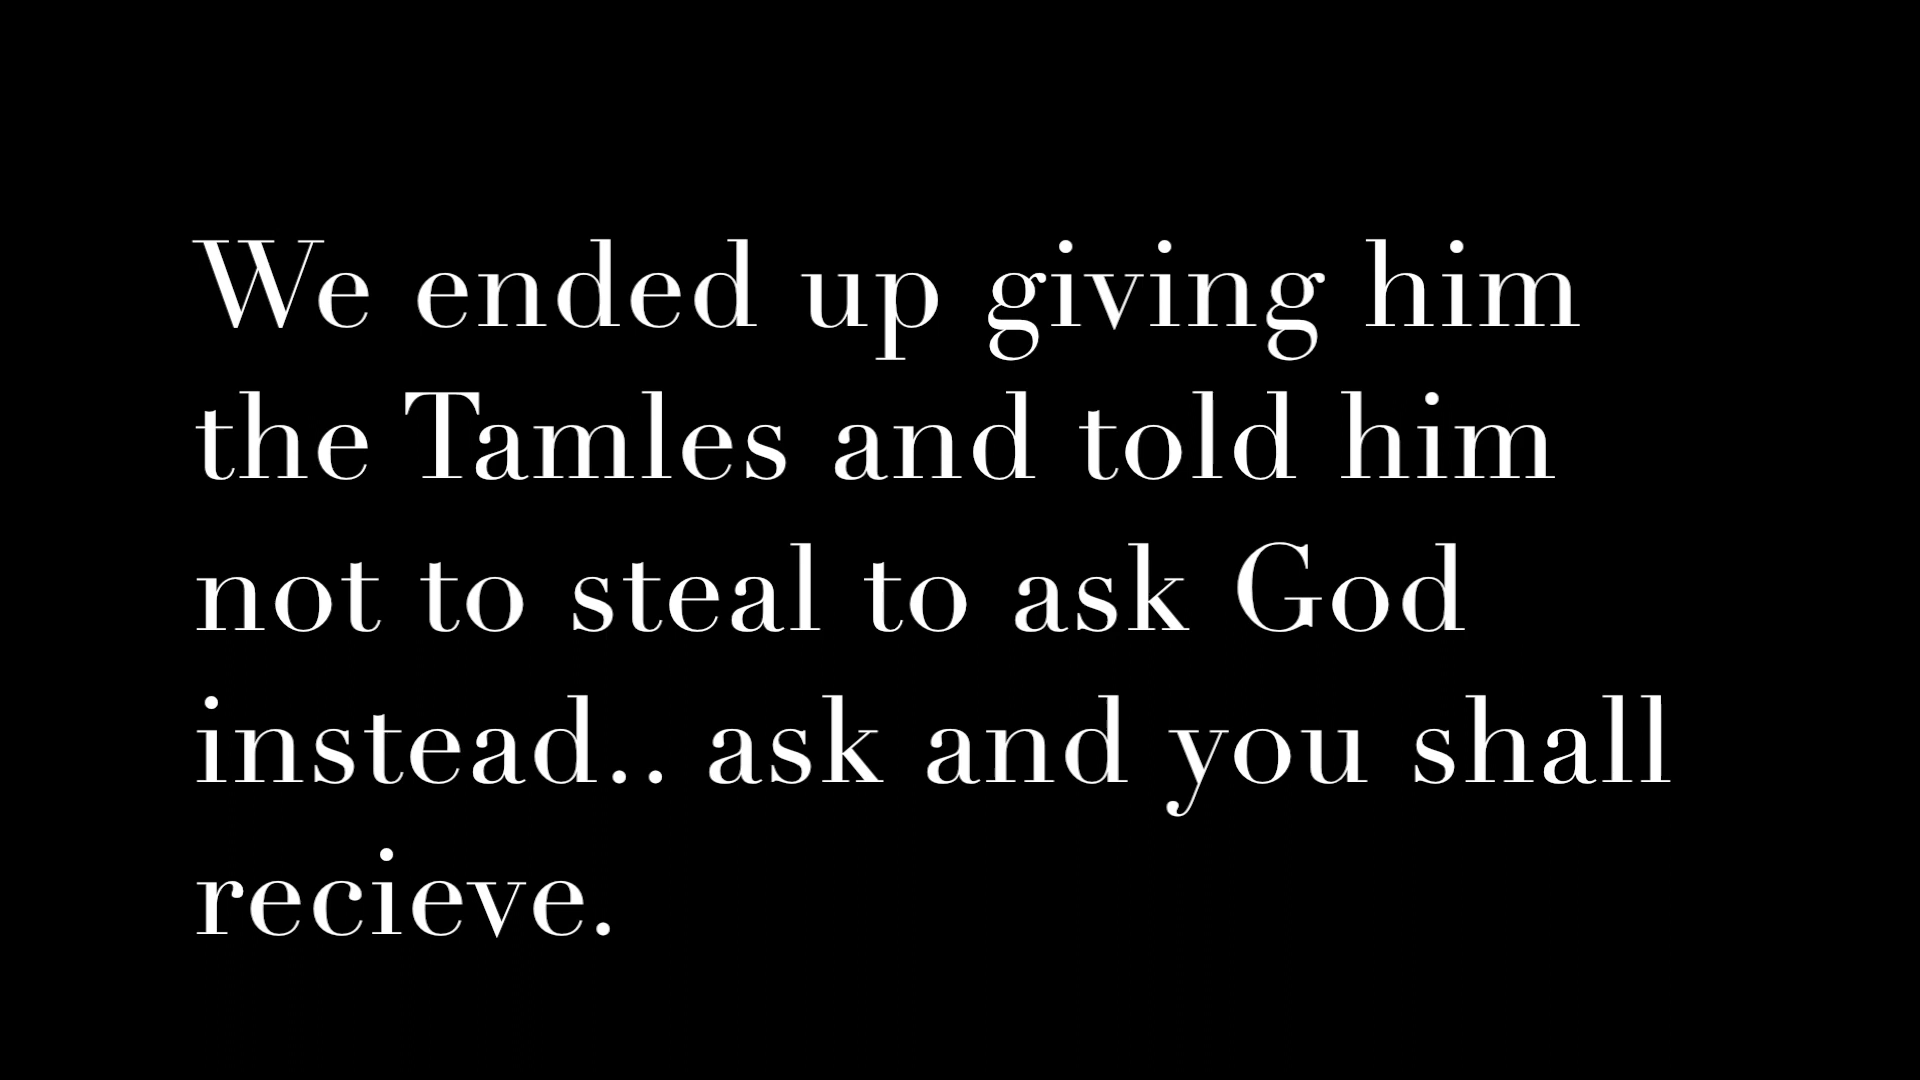 We ended up giving him
the Tamles and told him
not to steal to ask God
instead.. ask and you shall
recieve.